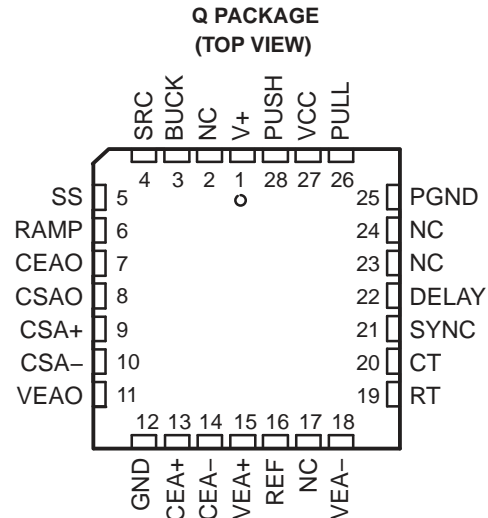 Q PACKAGE
(TOP VIEW)
SRC
BUCK
NC
V+
PUSH
VCC
PULL
4 3 2 1 28 27 26
SS 5 25 PGND
RAMP 6 24 NC
CEAO 7 23 NC
CSAO 8 22 DELAY
CSA+ 9 21 SYNC
CSA– 10 20 CT
VEAO 11 19 RT
12 13 14 15 16 17 18
GND
CEA+
CEA–
VEA+
REF
NC
VEA–